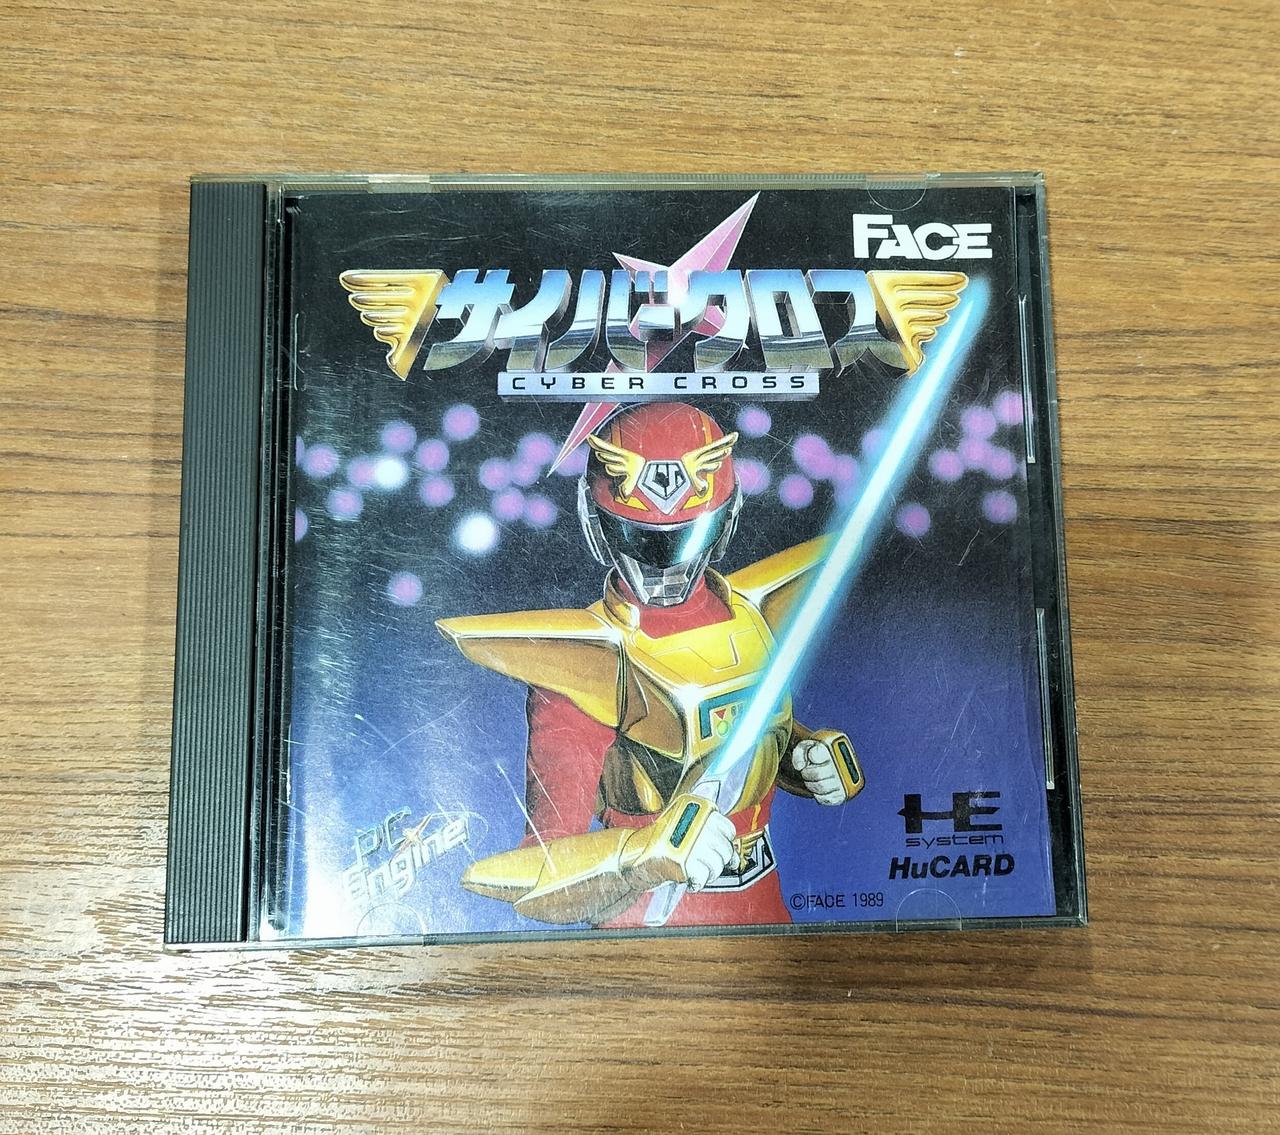 FACE
サイバークロス
CYBER CROSS
PC Engine
HE
system
HuCARD
©FACE 1989